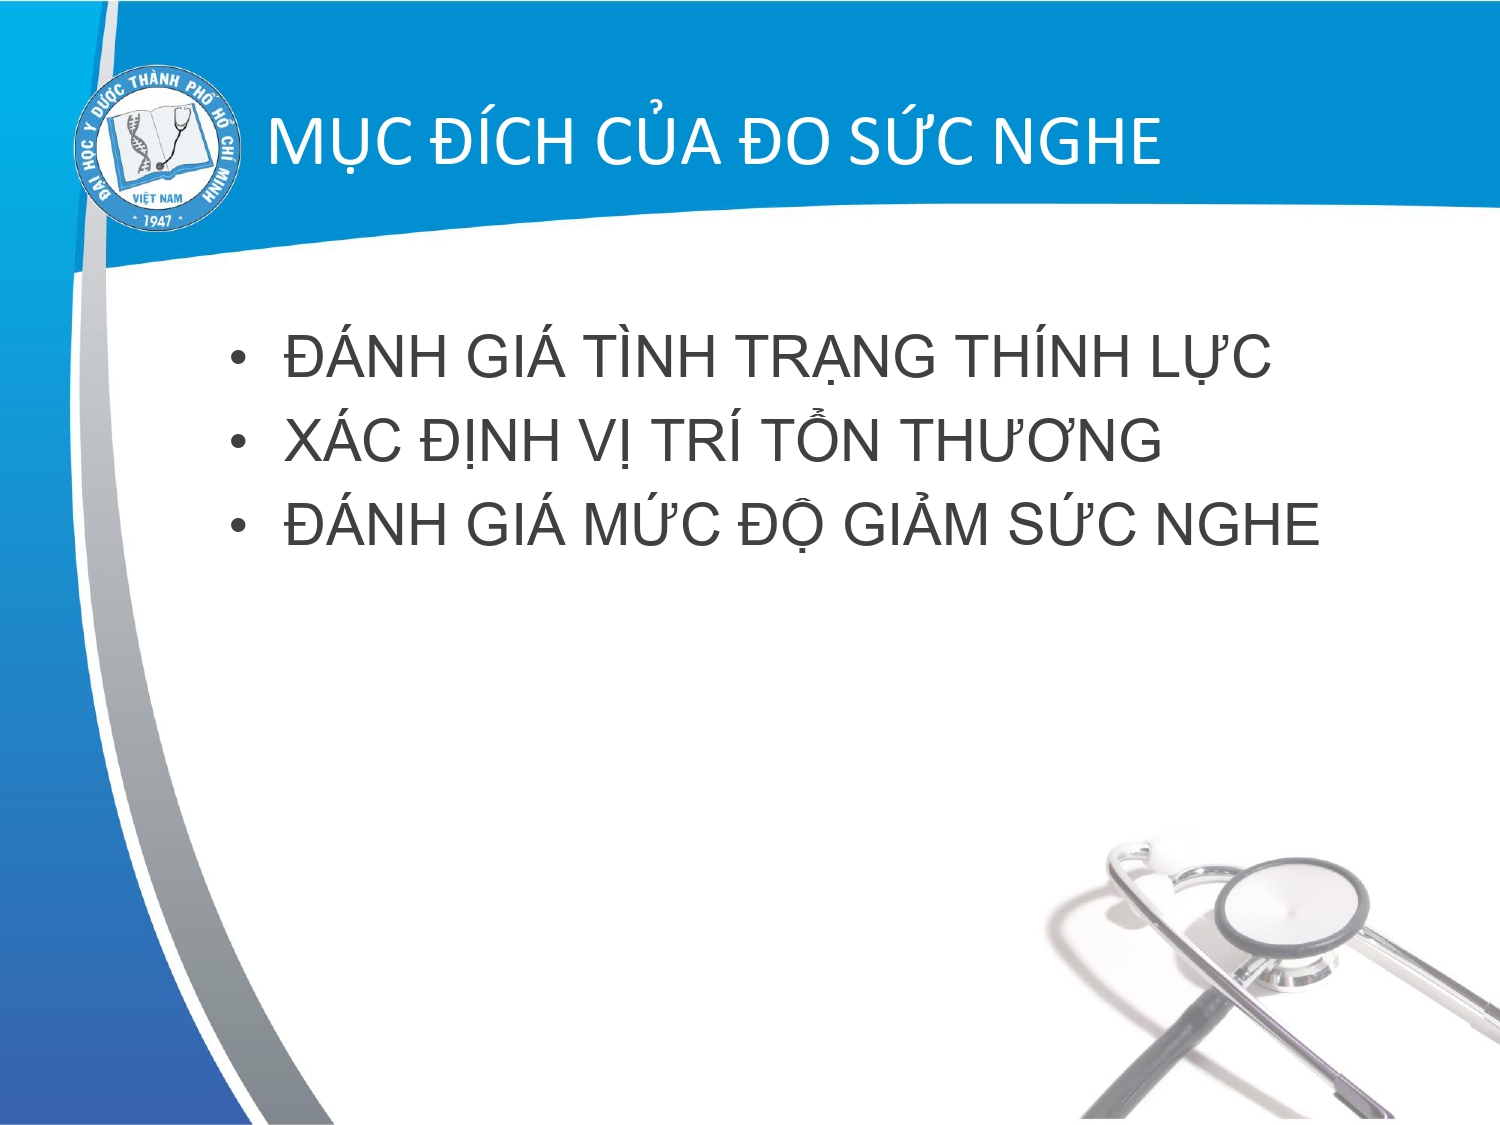 ĐẠI HỌC Y DƯỢC THÀNH PHỐ HỒ CHÍ MINH
VIỆT NAM
1947
MỤC ĐÍCH CỦA ĐO SỨC NGHE
• ĐÁNH GIÁ TÌNH TRẠNG THÍNH LỰC
• XÁC ĐỊNH VỊ TRÍ TỔN THƯƠNG
• ĐÁNH GIÁ MỨC ĐỘ GIẢM SỨC NGHE